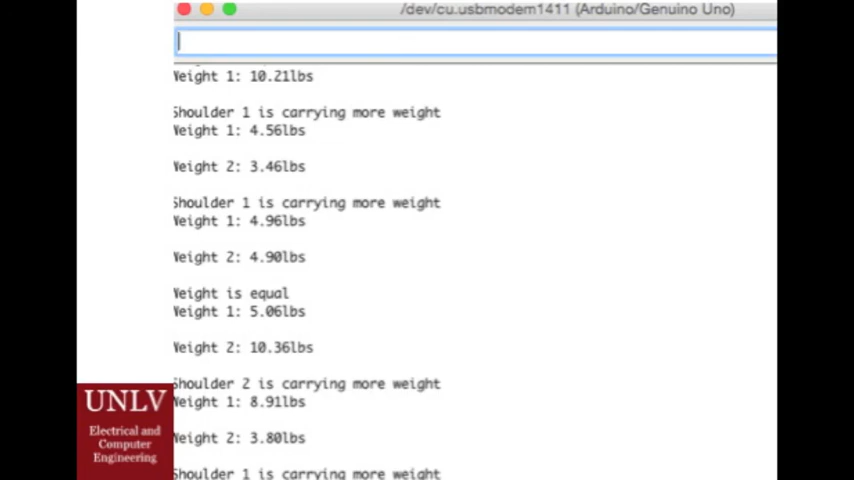 /dev/cu.usbmodem1411 (Arduino/Genuino Uno)
Weight 1: 10.21lbs
Shoulder 1 is carrying more weight
Weight 1: 4.56lbs
Weight 2: 3.46lbs
Shoulder 1 is carrying more weight
Weight 1: 4.96lbs
Weight 2: 4.90lbs
Weight is equal
Weight 1: 5.06lbs
Weight 2: 10.36lbs
Shoulder 2 is carrying more weight
Weight 1: 8.91lbs
Weight 2: 3.80lbs
Shoulder 1 is carrying more weight
UNLV
Electrical and
Computer
Engineering